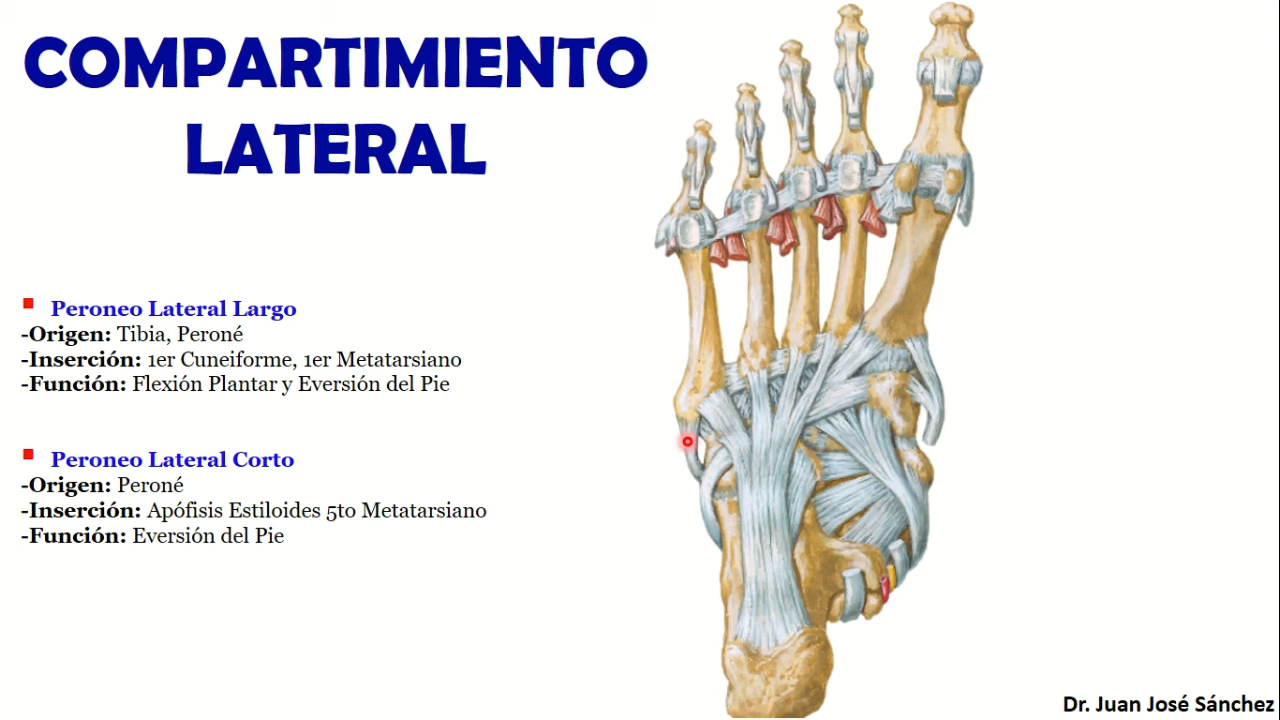 COMPARTIMIENTO
LATERAL
Peroneo Lateral Largo
-Origen: Tibia, Peroné
-Inserción: 1er Cuneiforme, 1er Metatarsiano
-Función: Flexión Plantar y Eversión del Pie
Peroneo Lateral Corto
-Origen: Peroné
-Inserción: Apófisis Estiloides 5to Metatarsiano
-Función: Eversión del Pie
Dr. Juan José Sánchez